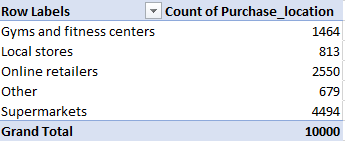 Row Labels Count of Purchase_location
Gyms and fitness centers 1464
Local stores 813
Online retailers 2550
Other 679
Supermarkets 4494
Grand Total 10000